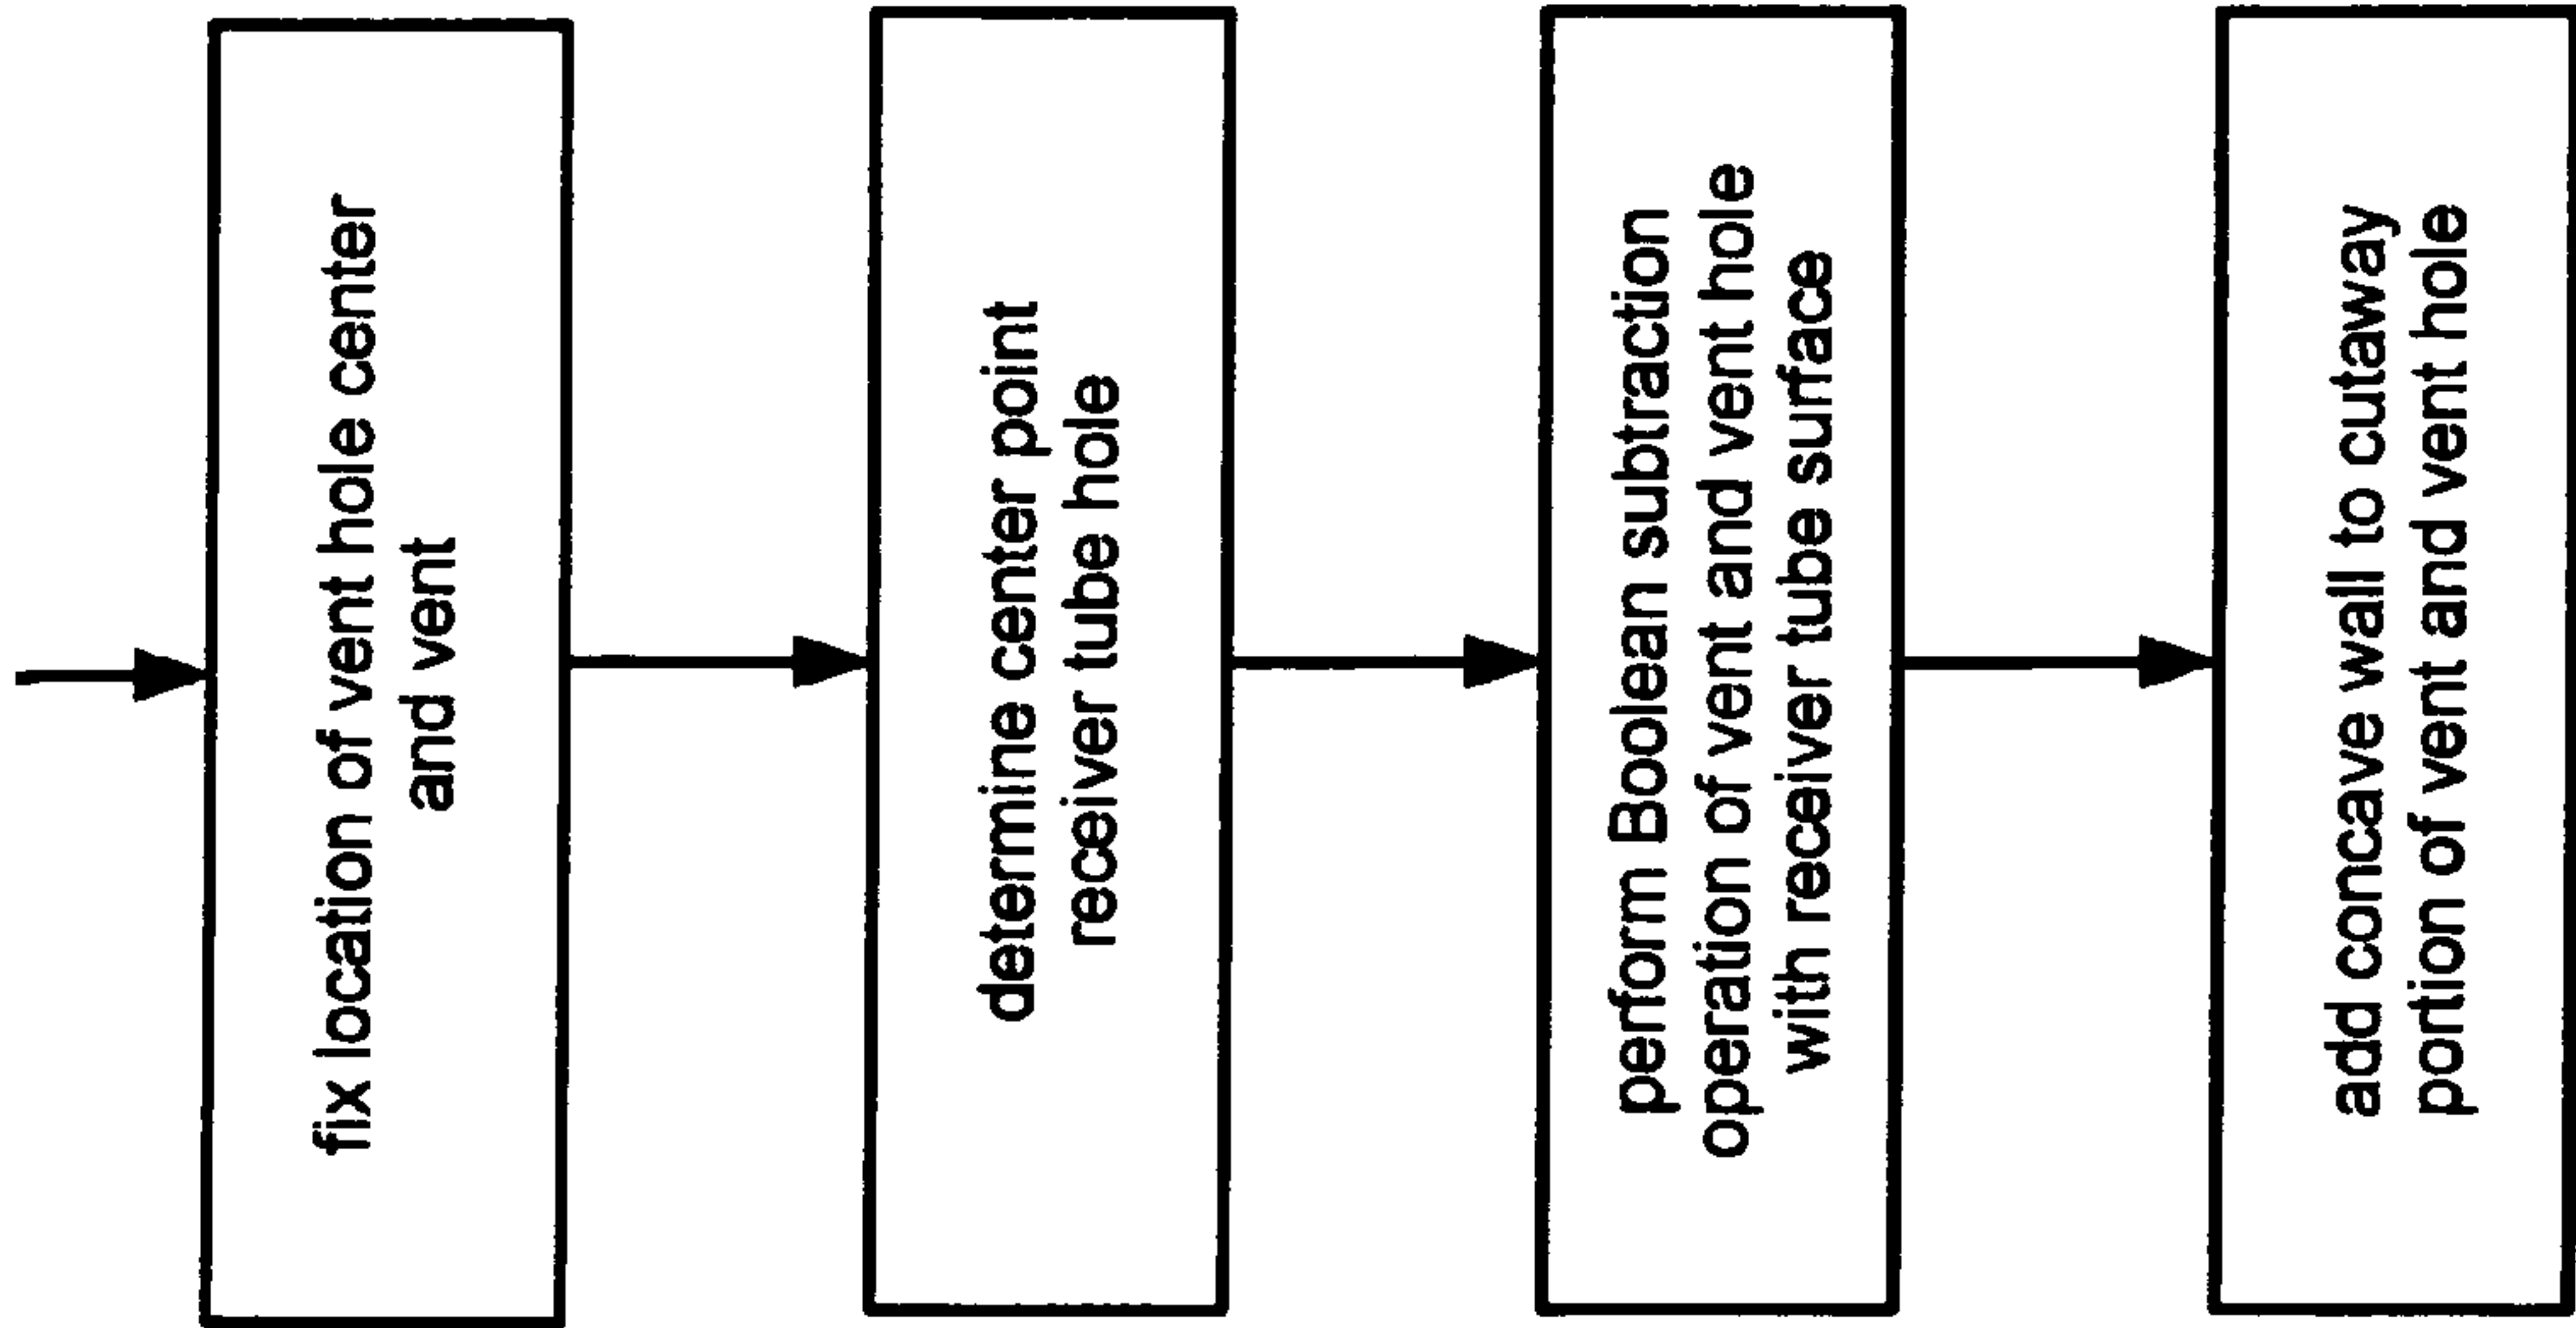 fix location of vent hole center
and vent
determine center point
receiver tube hole
perform Boolean subtraction
operation of vent and vent hole
with receiver tube surface
add concave wall to cutaway
portion of vent and vent hole